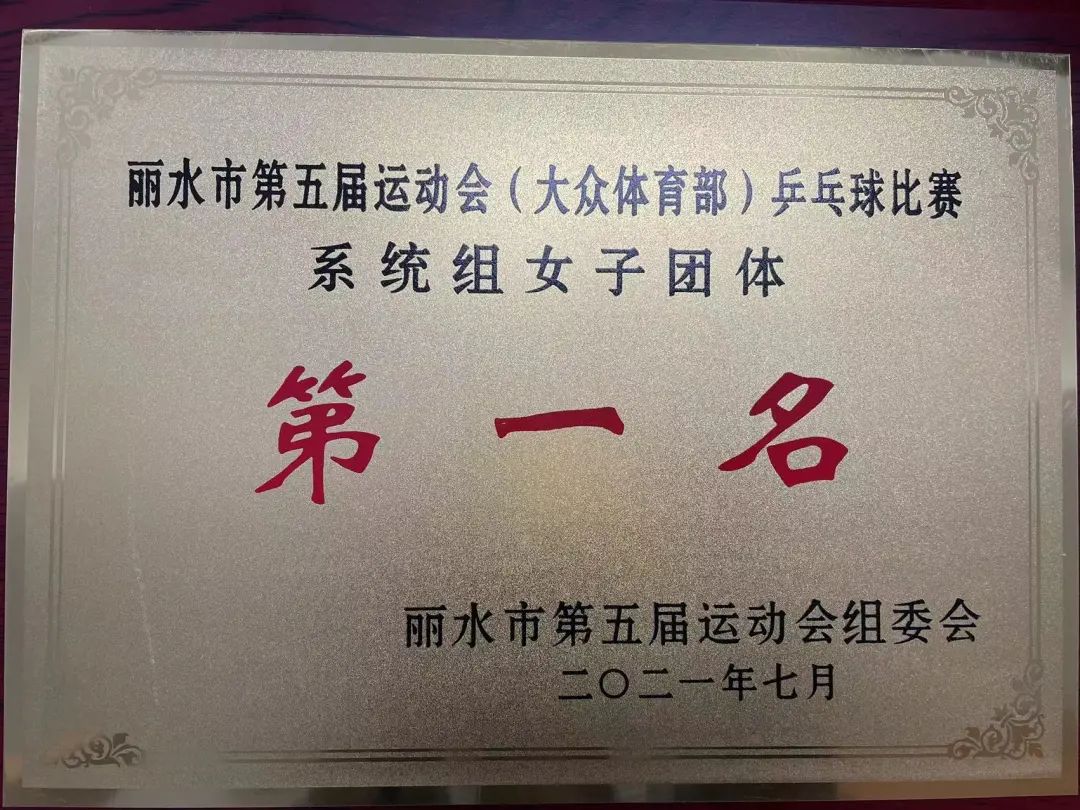 丽水市第五届运动会（大众体育部）乒乓球比赛
系统组女子团体
第一名
丽水市第五届运动会组委会
二〇二一年七月